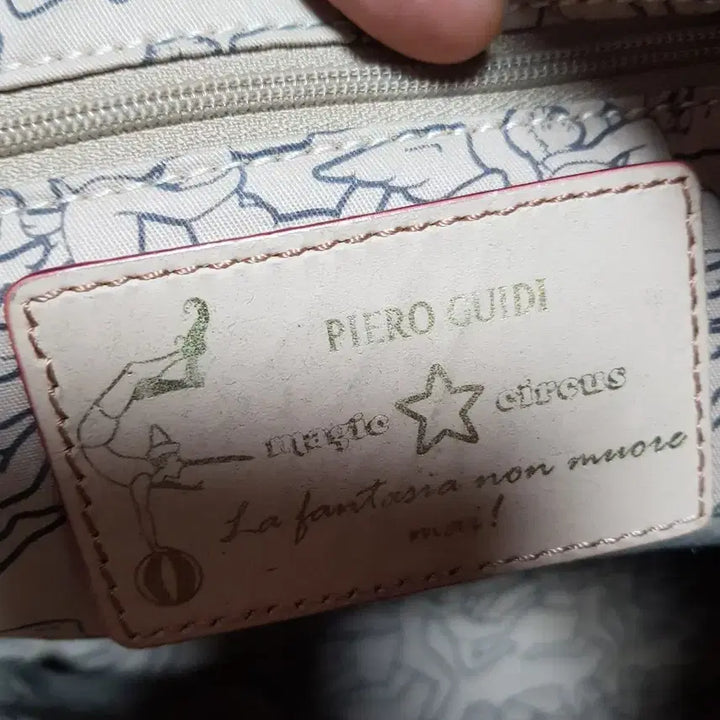 PIERO GUIDI
magic circus
La fantasia non muore
mai!